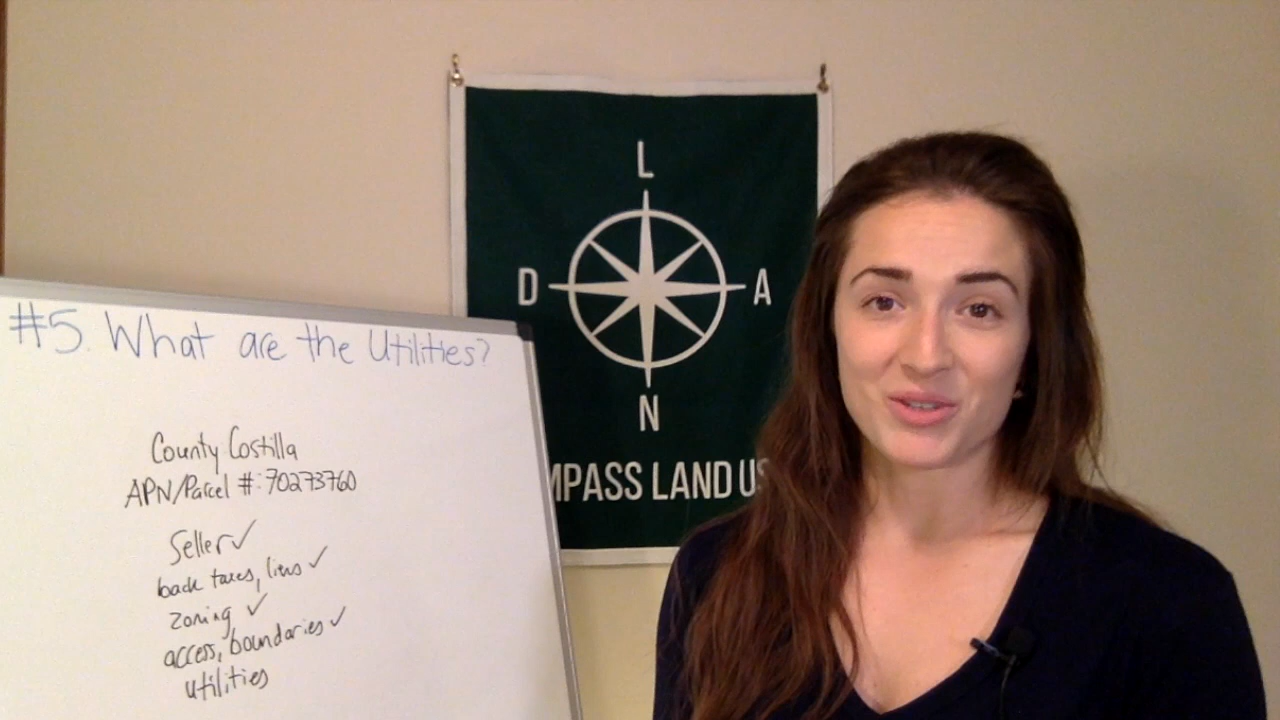 #5. What are the Utilities?
County Costilla
APN/Parcel #:70273760
Seller✓
back taxes, liens ✓
zoning ✓
access, boundaries ✓
utilities
L
D A
N
MPASS LAND US